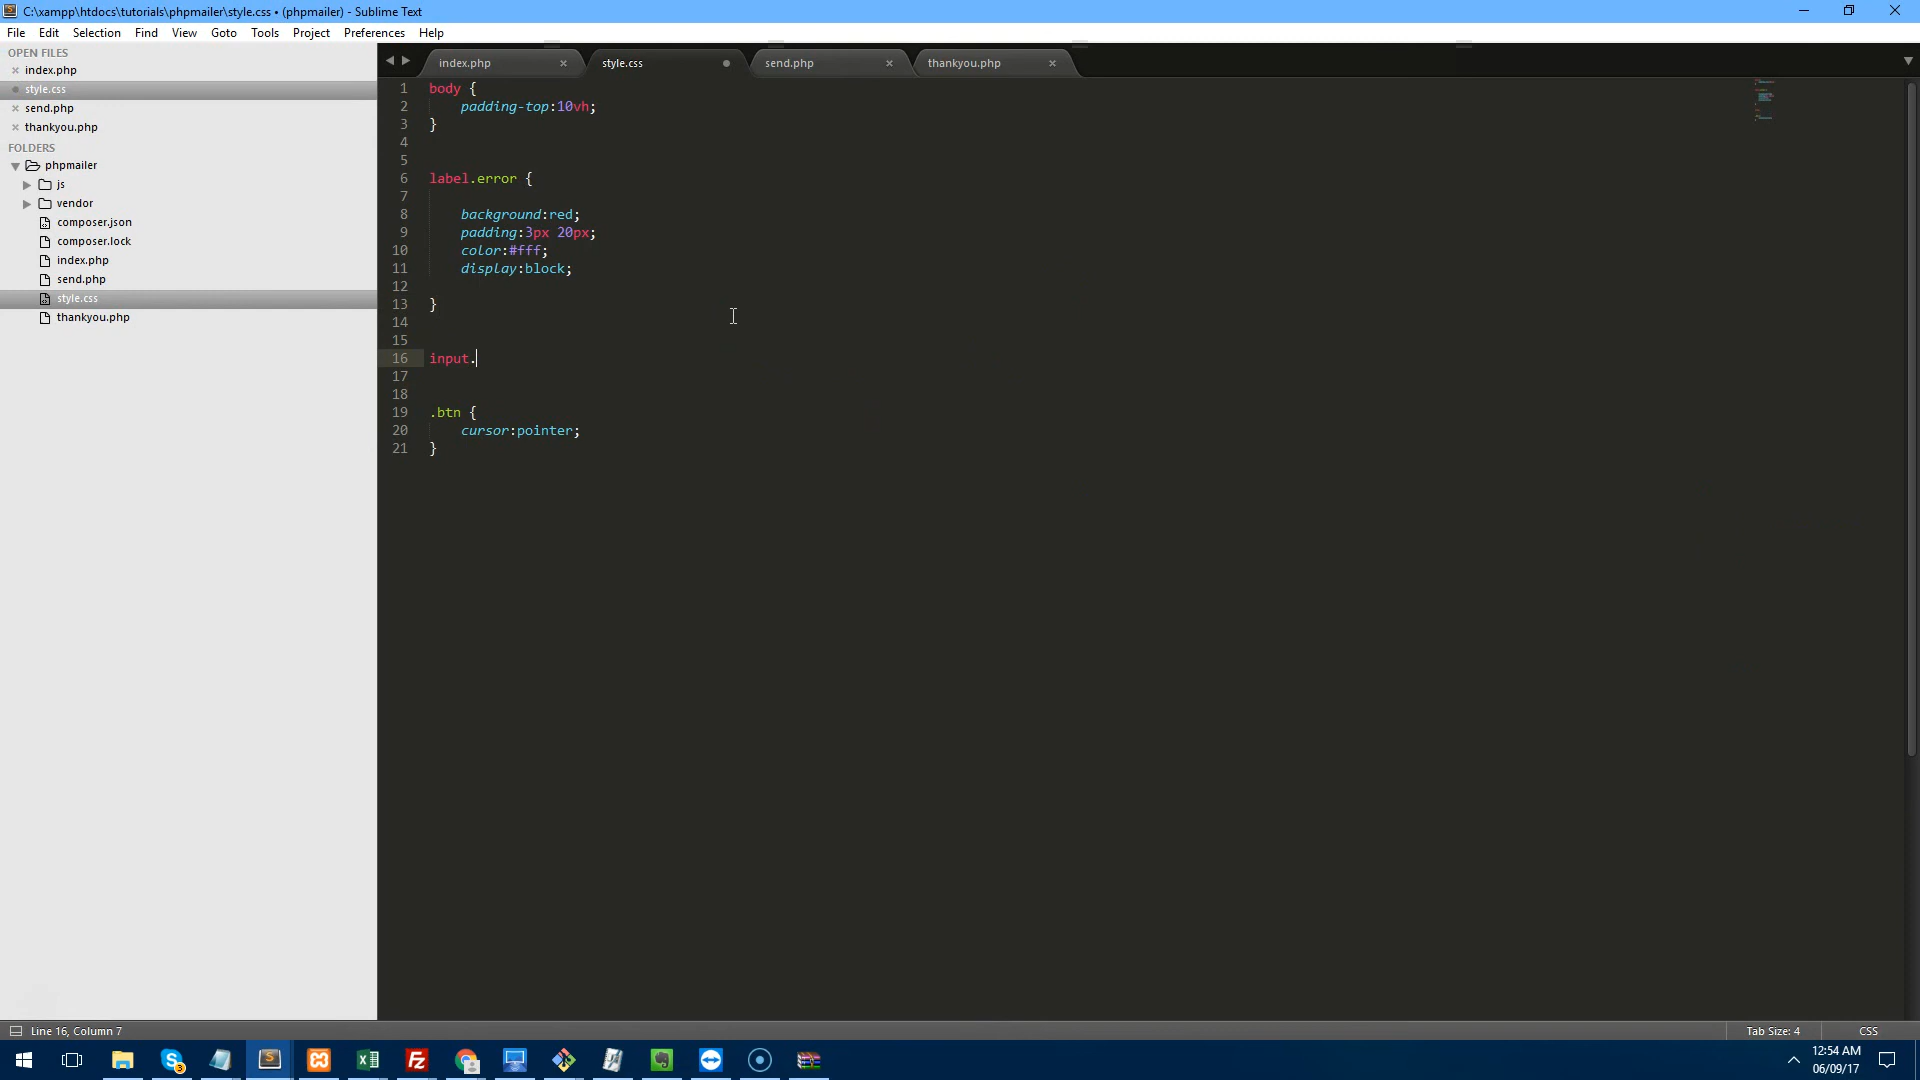 C:\xampp\htdocs\tutorials\phpmailer\style.css • (phpmailer) - Sublime Text
File Edit Selection Find View Goto Tools Project Preferences Help
OPEN FILES
index.php
style.css
send.php
thankyou.php
FOLDERS
phpmailer
js
vendor
composer.json
composer.lock
index.php
send.php
style.css
thankyou.php
index.php style.css send.php thankyou.php
1 body {
2 padding-top:10vh;
3 }
4
5
6 label.error {
7
8 background:red;
9 padding:3px 20px;
10 color:#fff;
11 display:block;
12
13 }
14
15
16 input.
17
18
19 .btn {
20 cursor:pointer;
21 }
Line 16, Column 7 Tab Size: 4 CSS
12:54 AM
06/09/17